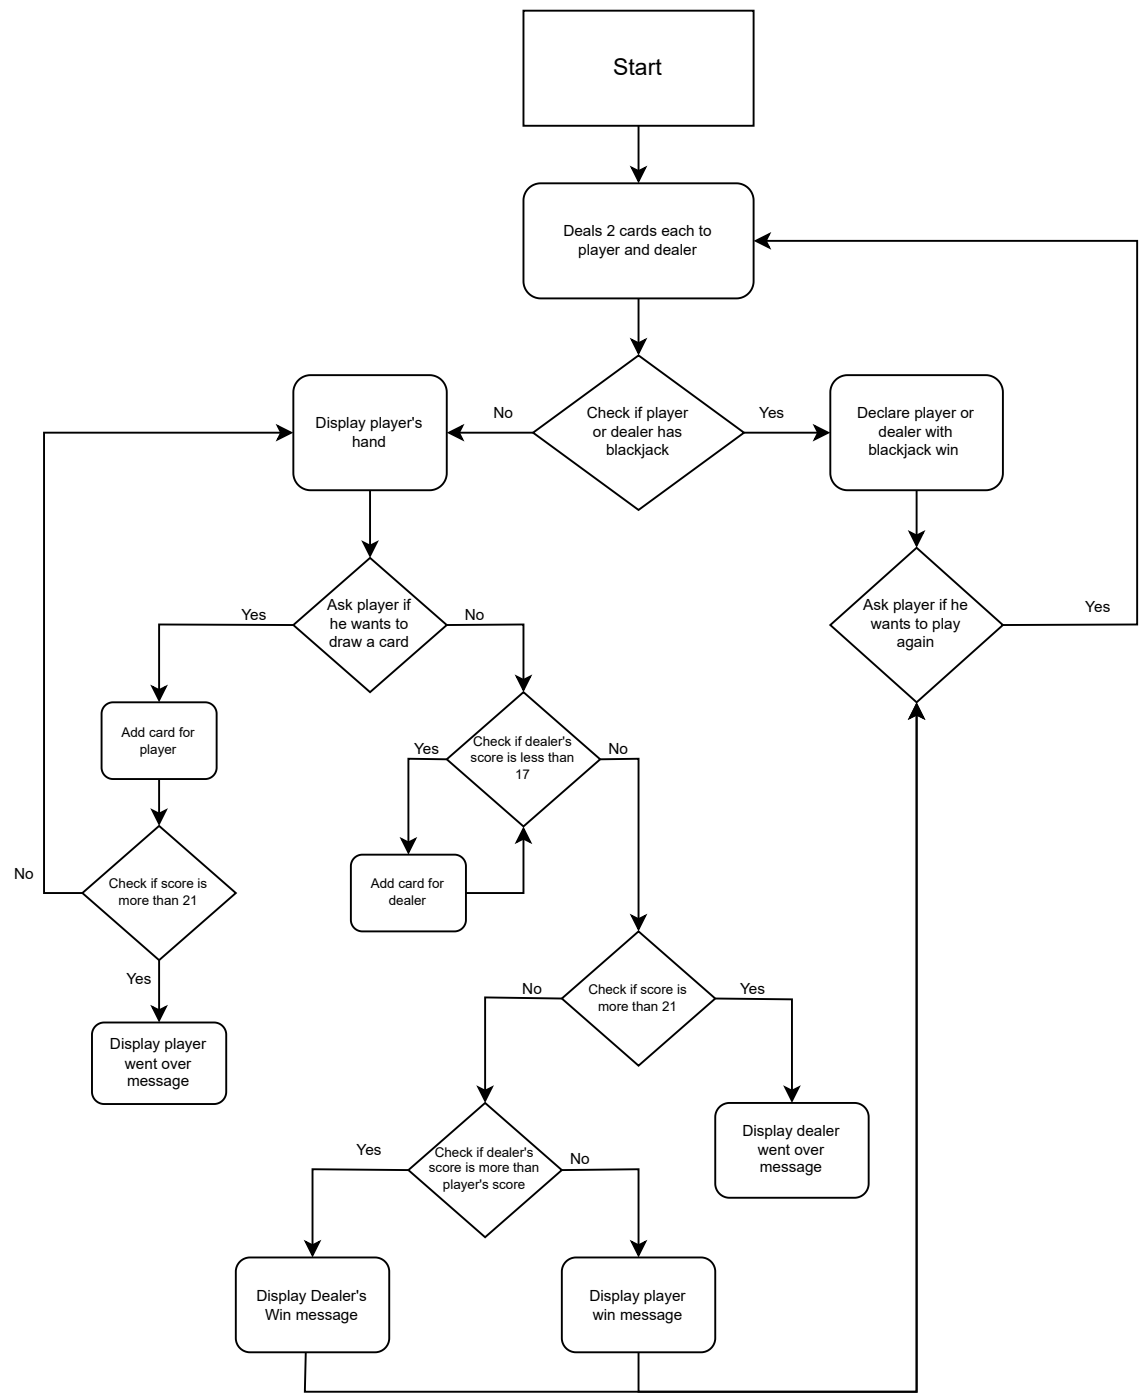 Start
Deals 2 cards each to
player and dealer
Display player's
hand
No
Check if player
or dealer has
blackjack
Yes
Declare player or
dealer with
blackjack win
Yes
Ask player if
he wants to
draw a card
No
Ask player if he
wants to play
again
Yes
Add card for
player
Yes
Check if dealer's
score is less than
17
No
No
Check if score is
more than 21
Add card for
dealer
Yes
No
Check if score is
more than 21
Yes
Display player
went over
message
Display dealer
went over
message
Yes
Check if dealer's
score is more than
player's score
No
Display Dealer's
Win message
Display player
win message